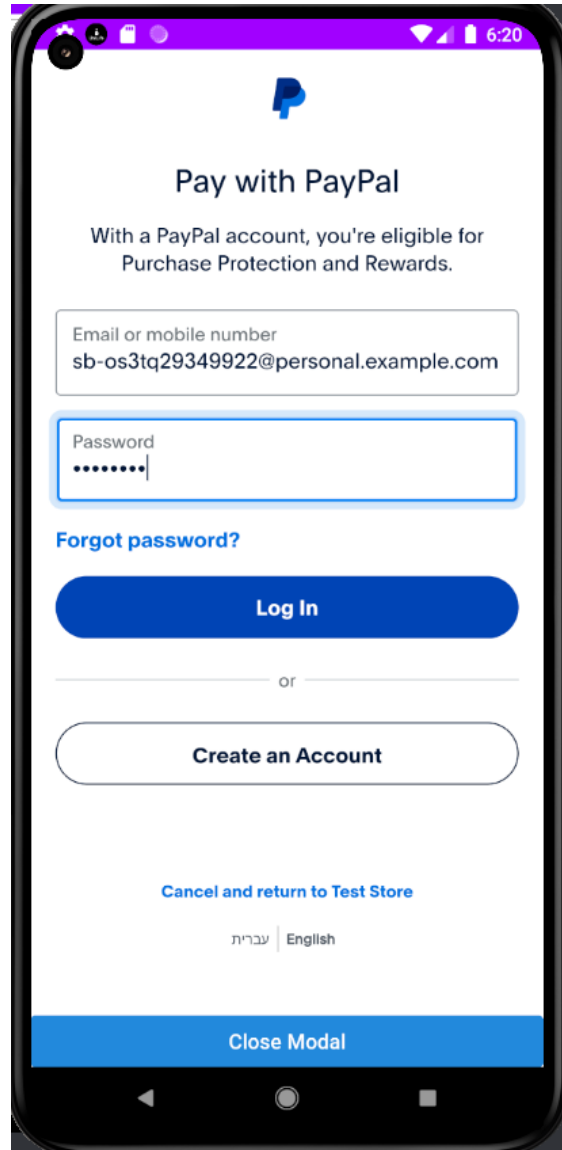 6:20
Pay with PayPal
With a PayPal account, you're eligible for
Purchase Protection and Rewards.
Email or mobile number
sb-os3tq29349922@personal.example.com
Password
••••••••
Forgot password?
Log In
or
Create an Account
Cancel and return to Test Store
עברית English
Close Modal